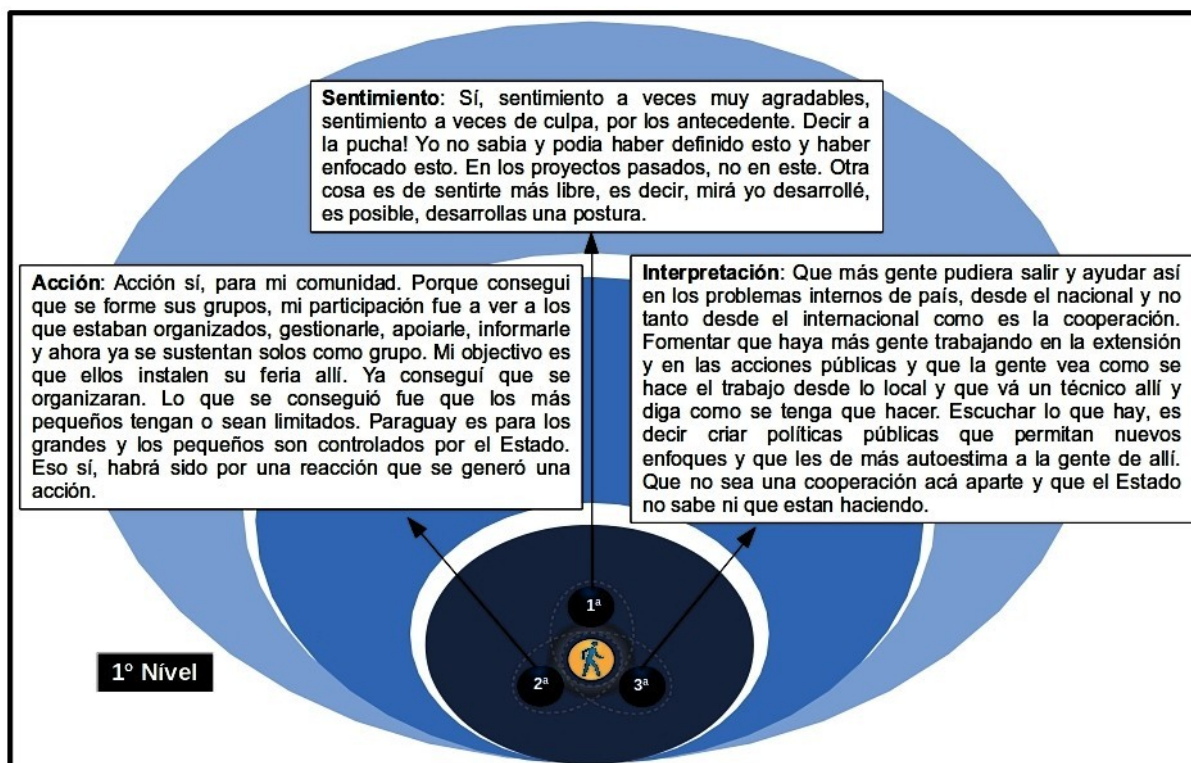 Sentimiento: Sí, sentimiento a veces muy agradables,
sentimiento a veces de culpa, por los antecedente. Decir a
la pucha! Yo no sabia y podia haber definido esto y haber
enfocado esto. En los proyectos pasados, no en este. Otra
cosa es de sentirte más libre, es decir, mirá yo desarrollé,
es posible, desarrollas una postura.
Acción: Acción sí, para mi comunidad. Porque consegui
que se forme sus grupos, mi participación fue a ver a los
que estaban organizados, gestionarle, apoiarle, informarle
y ahora ya se sustentan solos como grupo. Mi objectivo es
que ellos instalen su feria allí. Ya conseguí que se
organizaran. Lo que se conseguió fue que los más
pequeños tengan o sean limitados. Paraguay es para los
grandes y los pequeños son controlados por el Estado.
Eso sí, habrá sido por una reacción que se generó una
acción.
Interpretación: Que más gente pudiera salir y ayudar así
en los problemas internos de país, desde el nacional y no
tanto desde el internacional como es la cooperación.
Fomentar que haya más gente trabajando en la extensión
y en las acciones públicas y que la gente vea como se
hace el trabajo desde lo local y que vá un técnico allí y
diga como se tenga que hacer. Escuchar lo que hay, es
decir criar políticas públicas que permitan nuevos
enfoques y que les de más autoestima a la gente de allí.
Que no sea una cooperación acá aparte y que el Estado
no sabe ni que estan haciendo.
1ª
2ª
3ª
1° Nível